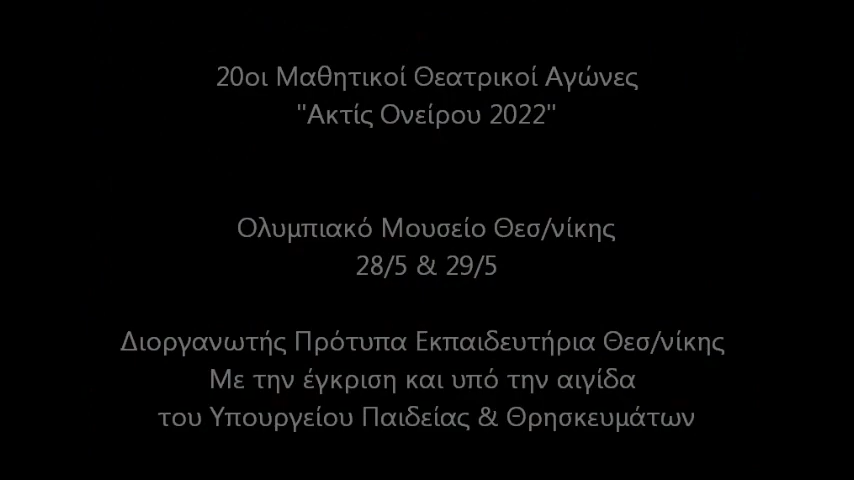 20οι Μαθητικοί Θεατρικοί Αγώνες
"Ακτίς Ονείρου 2022"
Ολυμπιακό Μουσείο Θεσ/νίκης
28/5 & 29/5
Διοργανωτής Πρότυπα Εκπαιδευτήρια Θεσ/νίκης
Με την έγκριση και υπό την αιγίδα
του Υπουργείου Παιδείας & Θρησκευμάτων